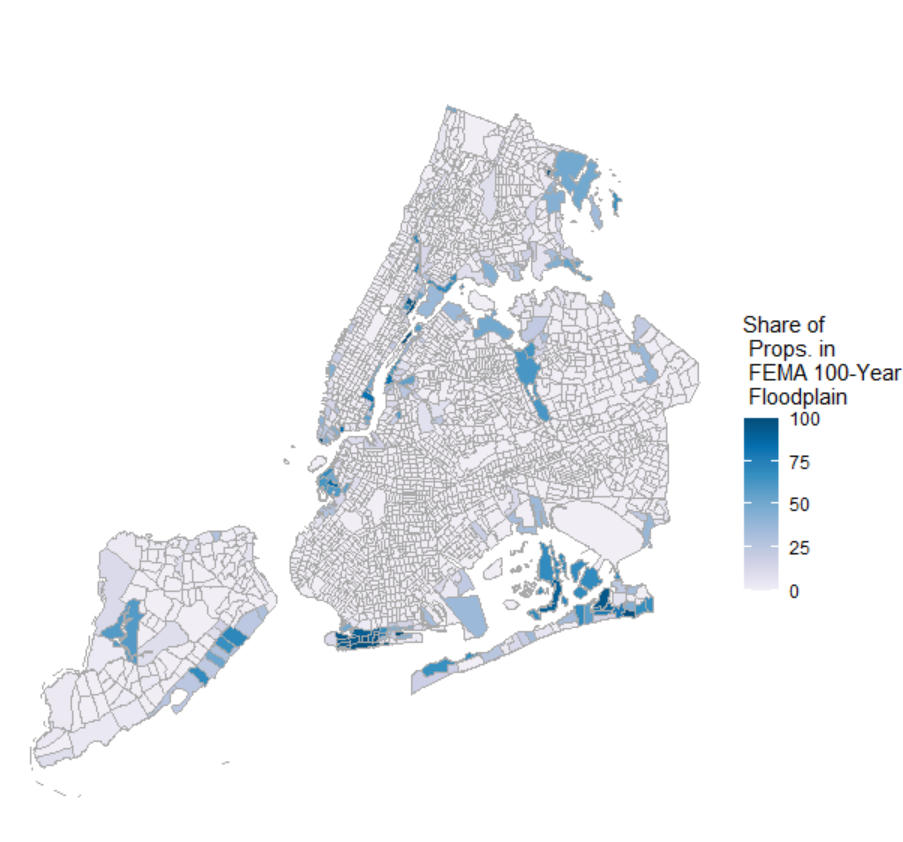 Share of
Props. in
FEMA 100-Year
Floodplain
100
75
50
25
0